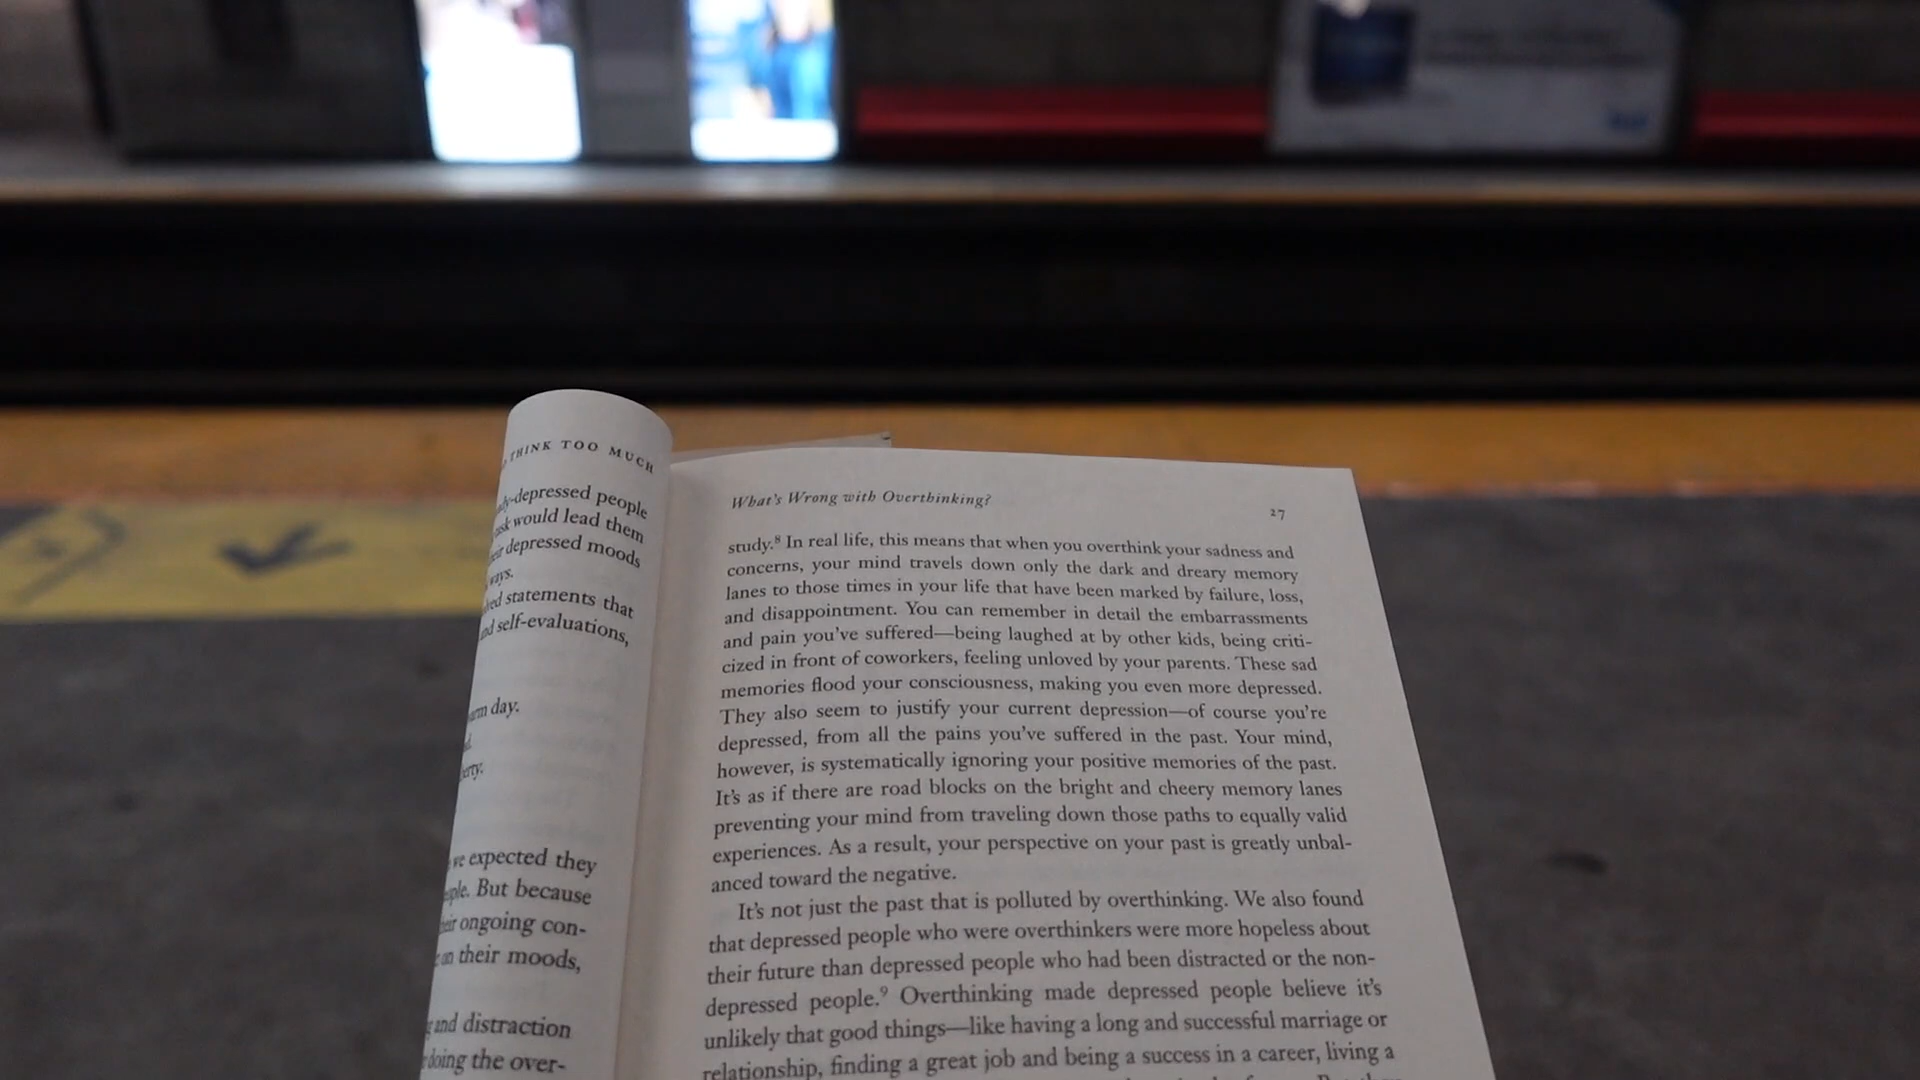 THINK TOO MUCH
-depressed people
would lead them
depressed moods
ways.
statements that
self-evaluations,
day.
expected they
But because
ongoing con-
on their moods,
and distraction
doing the over-
What's Wrong with Overthinking?
27
study.⁸ In real life, this means that when you overthink your sadness and
concerns, your mind travels down only the dark and dreary memory
lanes to those times in your life that have been marked by failure, loss,
and disappointment. You can remember in detail the embarrassments
and pain you've suffered—being laughed at by other kids, being criti-
cized in front of coworkers, feeling unloved by your parents. These sad
memories flood your consciousness, making you even more depressed.
They also seem to justify your current depression—of course you're
depressed, from all the pains you've suffered in the past. Your mind,
however, is systematically ignoring your positive memories of the past.
It's as if there are road blocks on the bright and cheery memory lanes
preventing your mind from traveling down those paths to equally valid
experiences. As a result, your perspective on your past is greatly unbal-
anced toward the negative.
It's not just the past that is polluted by overthinking. We also found
that depressed people who were overthinkers were more hopeless about
their future than depressed people who had been distracted or the non-
depressed people.⁹ Overthinking made depressed people believe it's
unlikely that good things—like having a long and successful marriage or
relationship, finding a great job and being a success in a career, living a